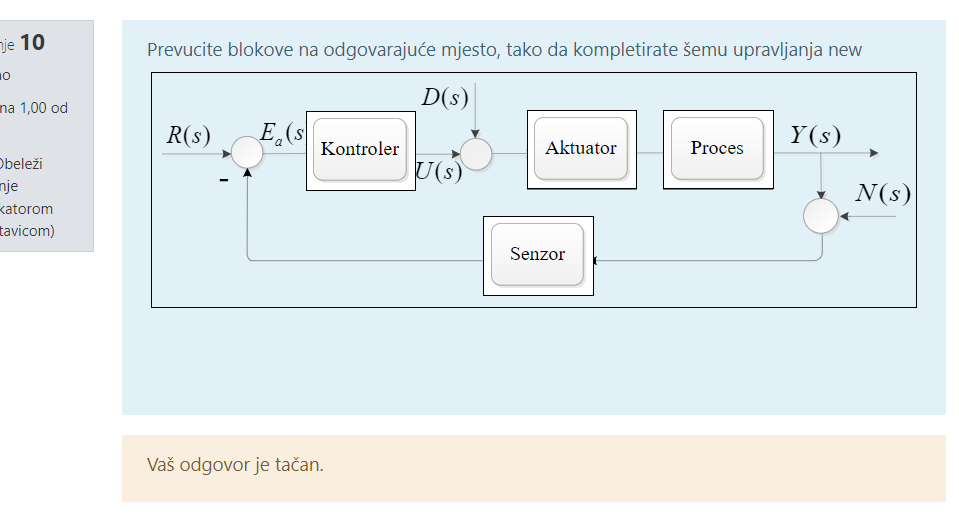 nje 10
no
na 1,00 od
Obeleži
nje
katorom
tavicom)
Prevucite blokove na odgovarajuće mjesto, tako da kompletirate šemu upravljanja new
D(s)
R(s) Eₐ(s Kontroler Aktuator Proces Y(s)
- U(s)
N(s)
Senzor
Vaš odgovor je tačan.